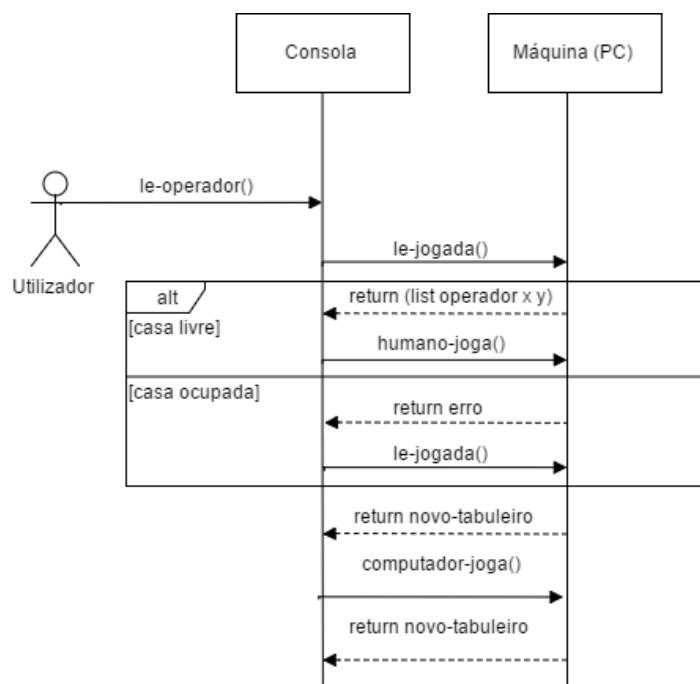 Consola
Máquina (PC)
le-operador()
Utilizador
le-jogada()
alt
return (list operador x y)
[casa livre]
humano-joga()
[casa ocupada]
return erro
le-jogada()
return novo-tabuleiro
computador-joga()
return novo-tabuleiro